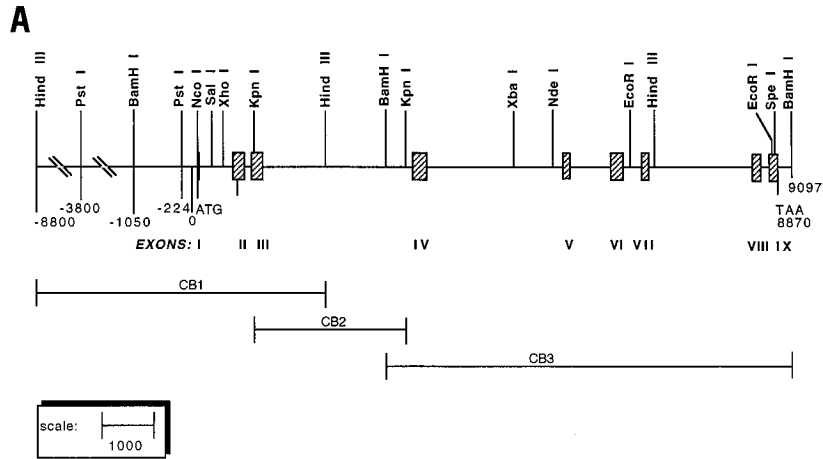 A
Hind III
Pst I
BamH I
Pst I
Nco I
Sal I
Xho I
Kpn I
Hind III
BamH I
Kpn I
Xba I
Nde I
EcoR I
Hind III
EcoR I
Spe I
BamH I
-8800
-3800
-1050
-224
0
ATG
TAA
8870
9097
EXONS: I II III IV V VI VII VIII IX
CB1
CB2
CB3
scale:
1000